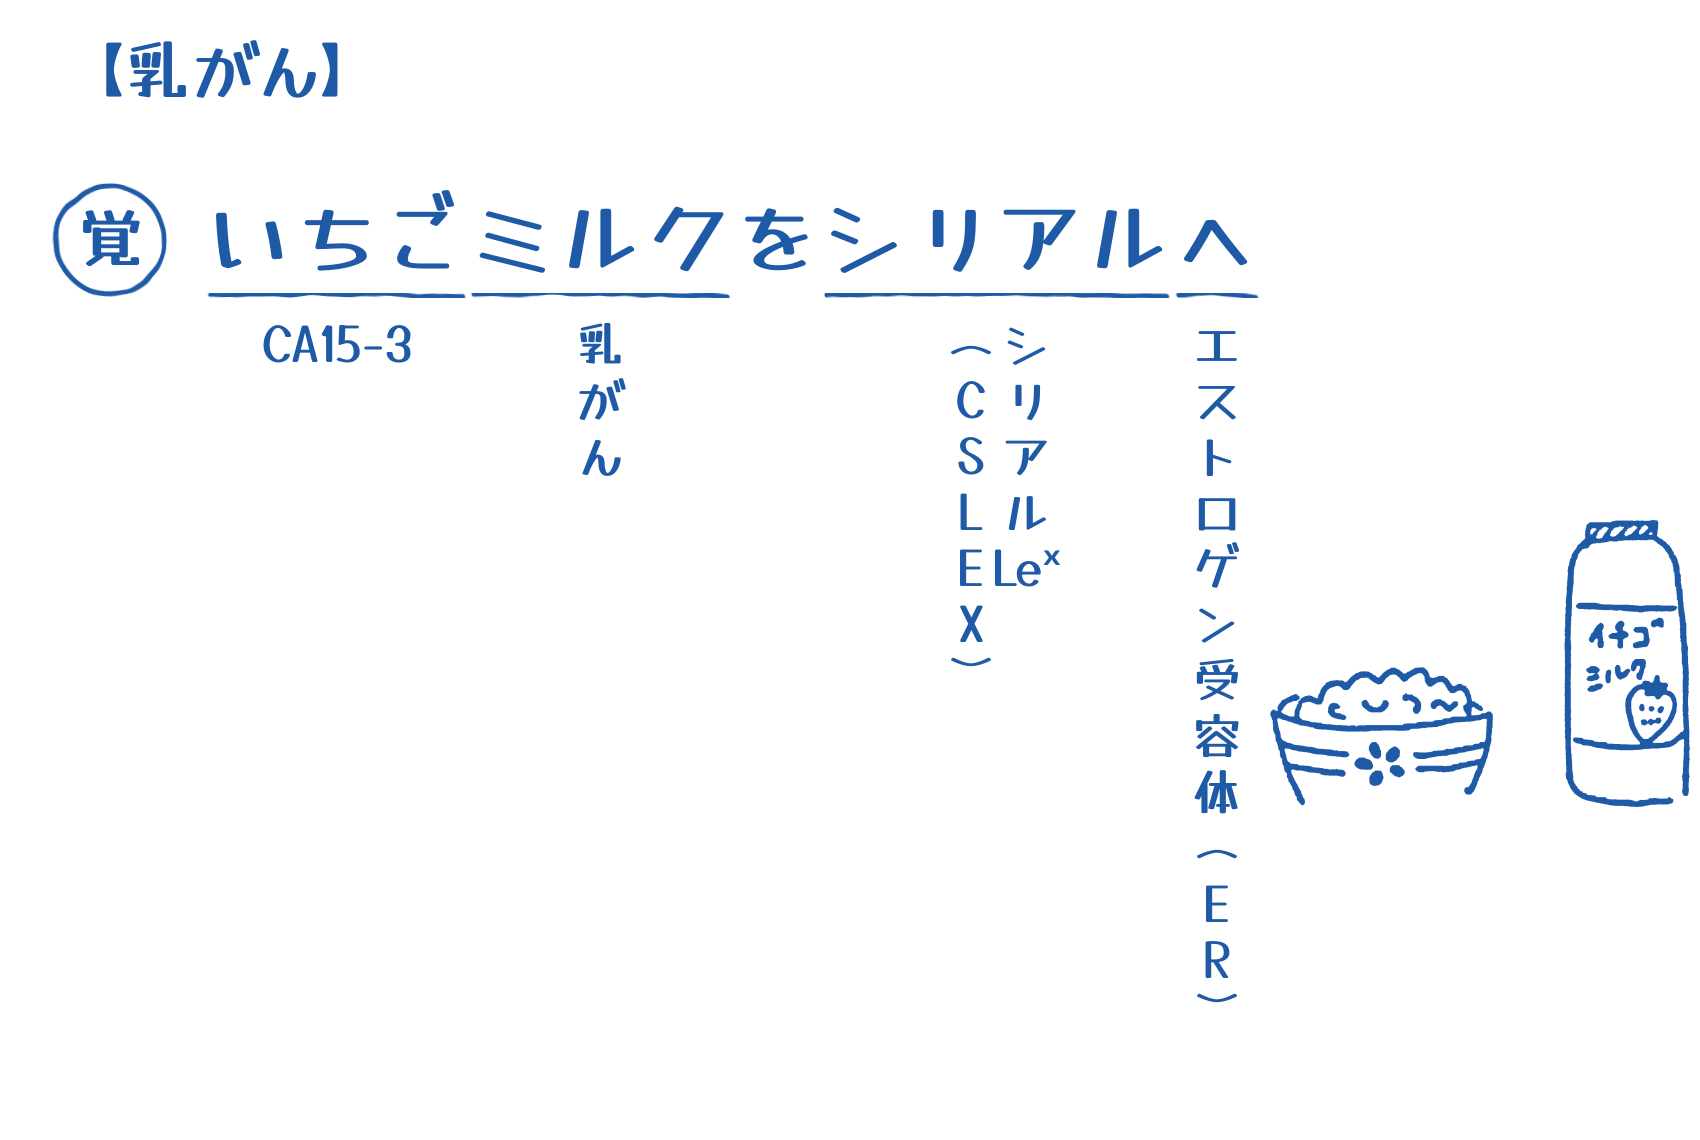 【乳がん】
覚 いちごミルクをシリアルへ
CA15-3
乳がん
シリアルLeˣ
（CSLEX）
エストロゲン受容体（ER）
イチゴ
ミルク